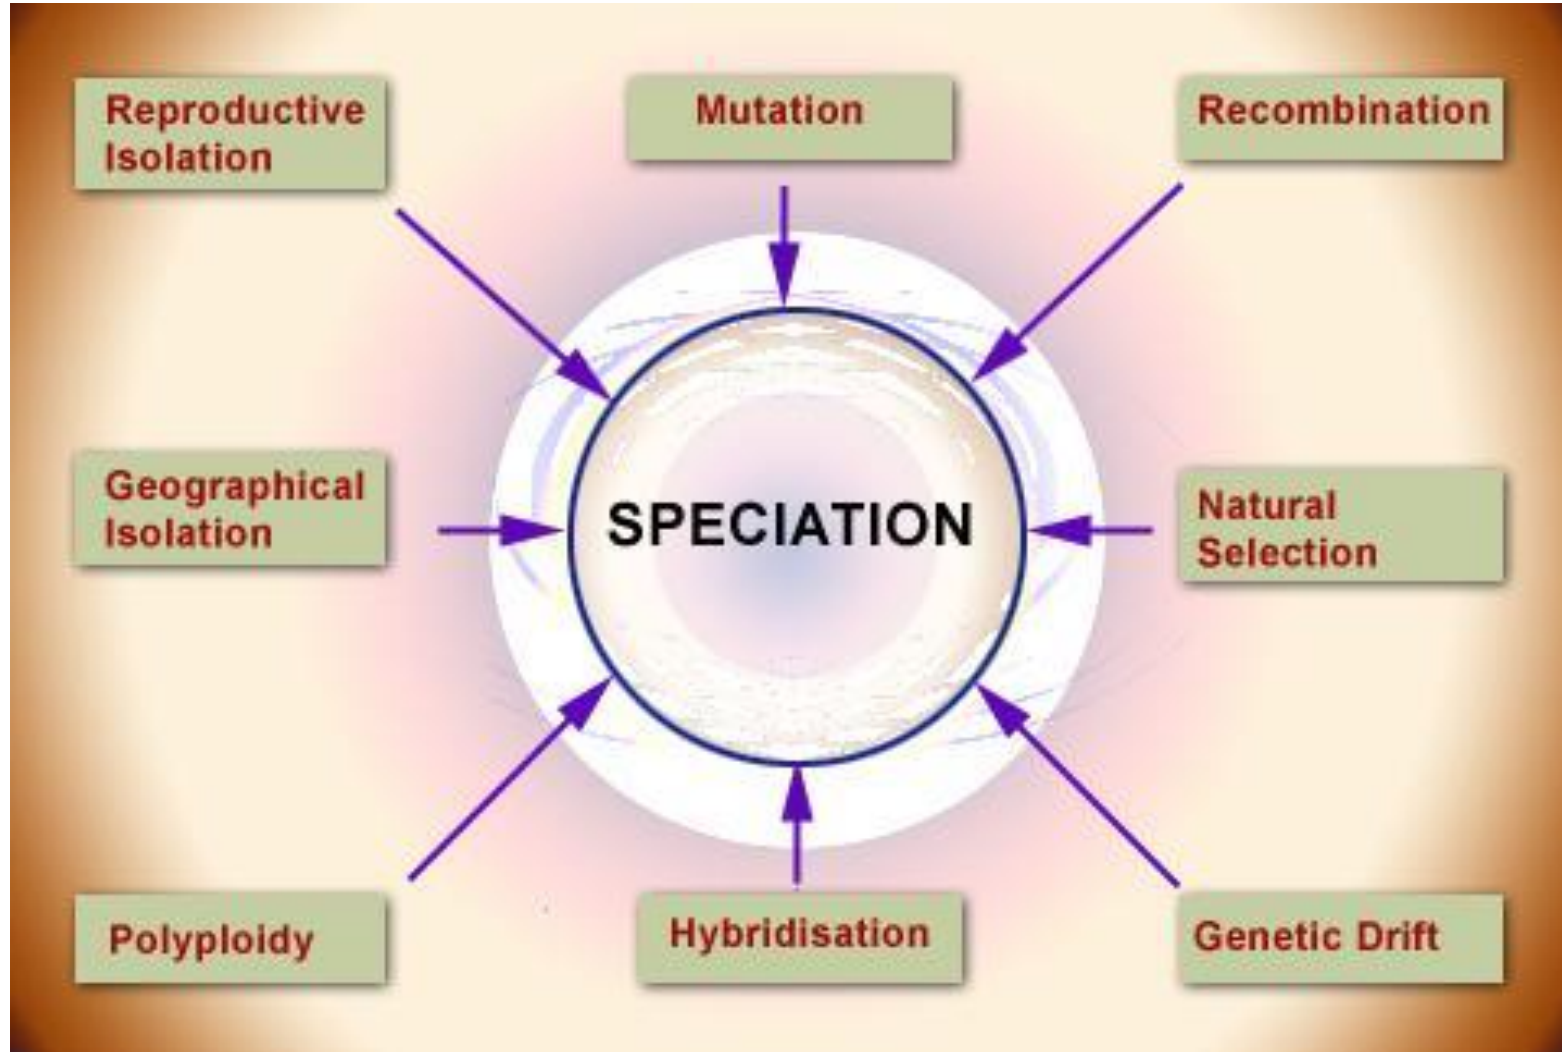 Reproductive
Isolation
Mutation
Recombination
Geographical
Isolation
SPECIATION
Natural
Selection
Polyploidy
Hybridisation
Genetic Drift